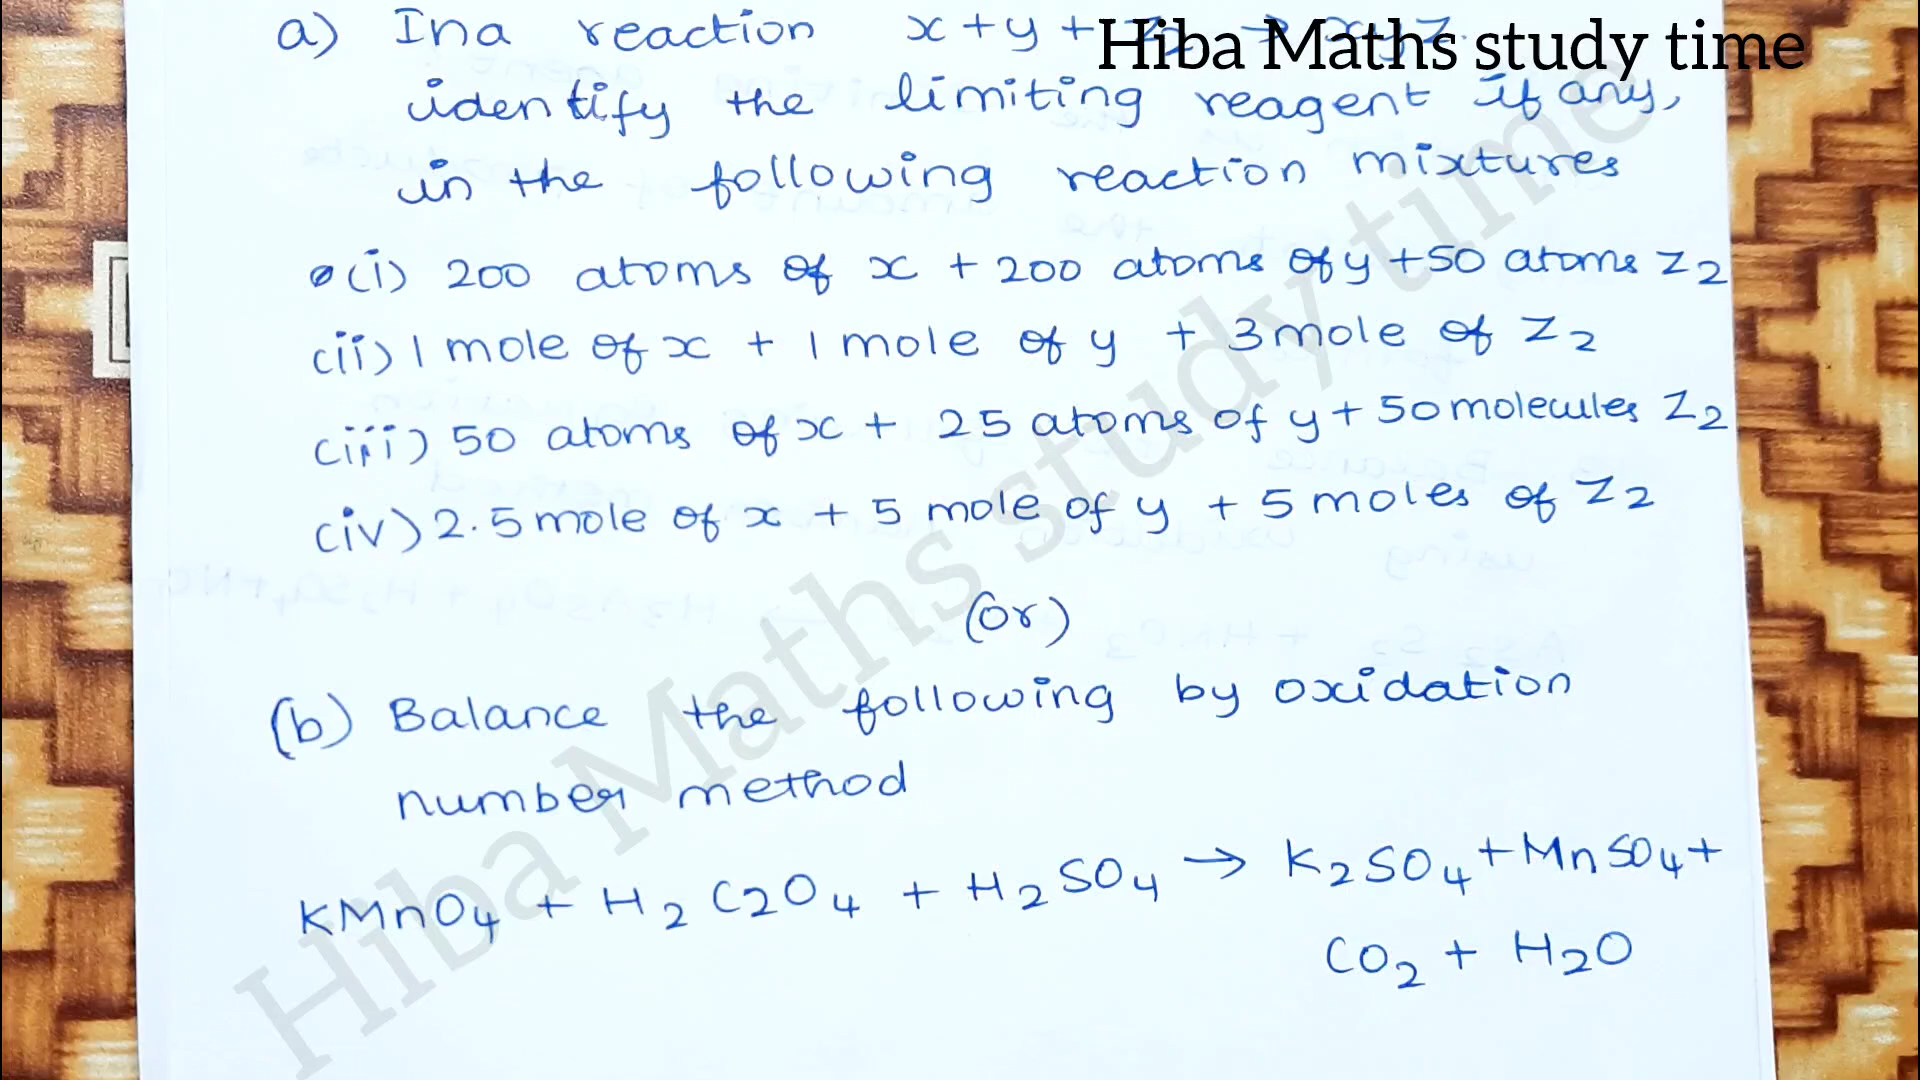 Hiba Maths study time
a) In a reaction x + y + Z2 → xyz.
identify the limiting reagent if any,
in the following reaction mixtures
(i) 200 atoms of x + 200 atoms of y + 50 atoms Z2
(ii) 1 mole of x + 1 mole of y + 3 mole of Z2
(iii) 50 atoms of x + 25 atoms of y + 50 molecules Z2
(iv) 2.5 mole of x + 5 mole of y + 5 moles of Z2
(or)
(b) Balance the following by oxidation
number method
KMnO4 + H2C2O4 + H2SO4 → K2SO4 + MnSO4 +
CO2 + H2O
Hiba Maths study time